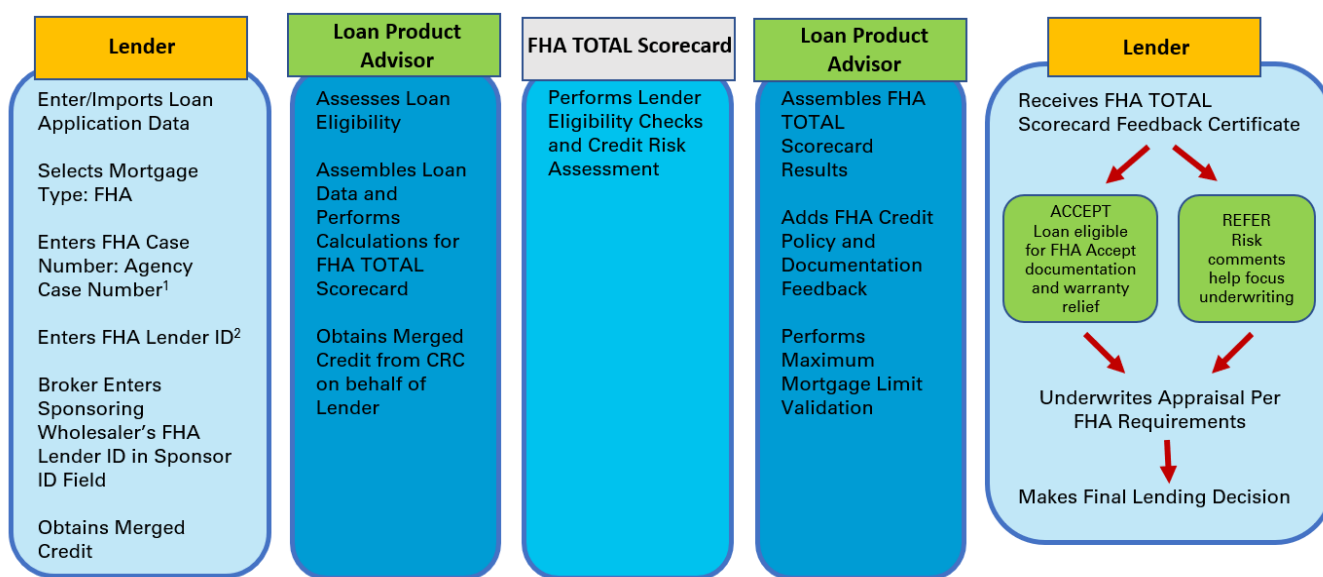 Lender
Enter/Imports Loan
Application Data
Selects Mortgage
Type: FHA
Enters FHA Case
Number: Agency
Case Number¹
Enters FHA Lender ID²
Broker Enters
Sponsoring
Wholesaler’s FHA
Lender ID in Sponsor
ID Field
Obtains Merged
Credit
Loan Product
Advisor
Assesses Loan
Eligibility
Assembles Loan
Data and
Performs
Calculations for
FHA TOTAL
Scorecard
Obtains Merged
Credit from CRC
on behalf of
Lender
FHA TOTAL Scorecard
Performs Lender
Eligibility Checks
and Credit Risk
Assessment
Loan Product
Advisor
Assembles FHA
TOTAL
Scorecard
Results
Adds FHA Credit
Policy and
Documentation
Feedback
Performs
Maximum
Mortgage Limit
Validation
Lender
Receives FHA TOTAL
Scorecard Feedback Certificate
ACCEPT
Loan eligible
for FHA Accept
documentation
and warranty
relief
REFER
Risk
comments
help focus
underwriting
Underwrites Appraisal Per
FHA Requirements
Makes Final Lending Decision